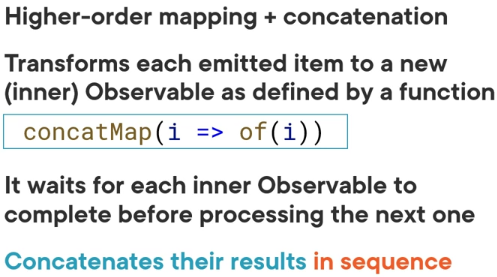 Higher-order mapping + concatenation
Transforms each emitted item to a new
(inner) Observable as defined by a function
concatMap(i => of(i))
It waits for each inner Observable to
complete before processing the next one
Concatenates their results in sequence